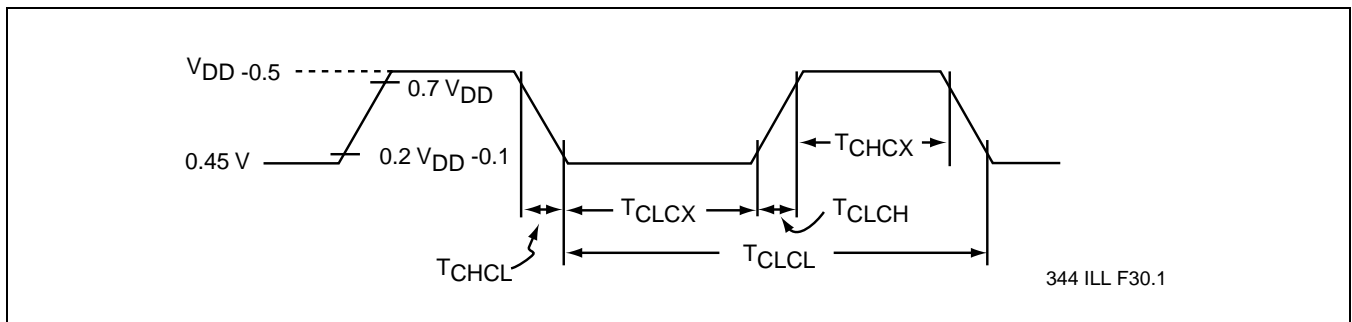 VDD -0.5
0.7 VDD
0.45 V
0.2 VDD -0.1
TCHCX
TCLCX
TCLCH
TCHCL
TCLCL
344 ILL F30.1